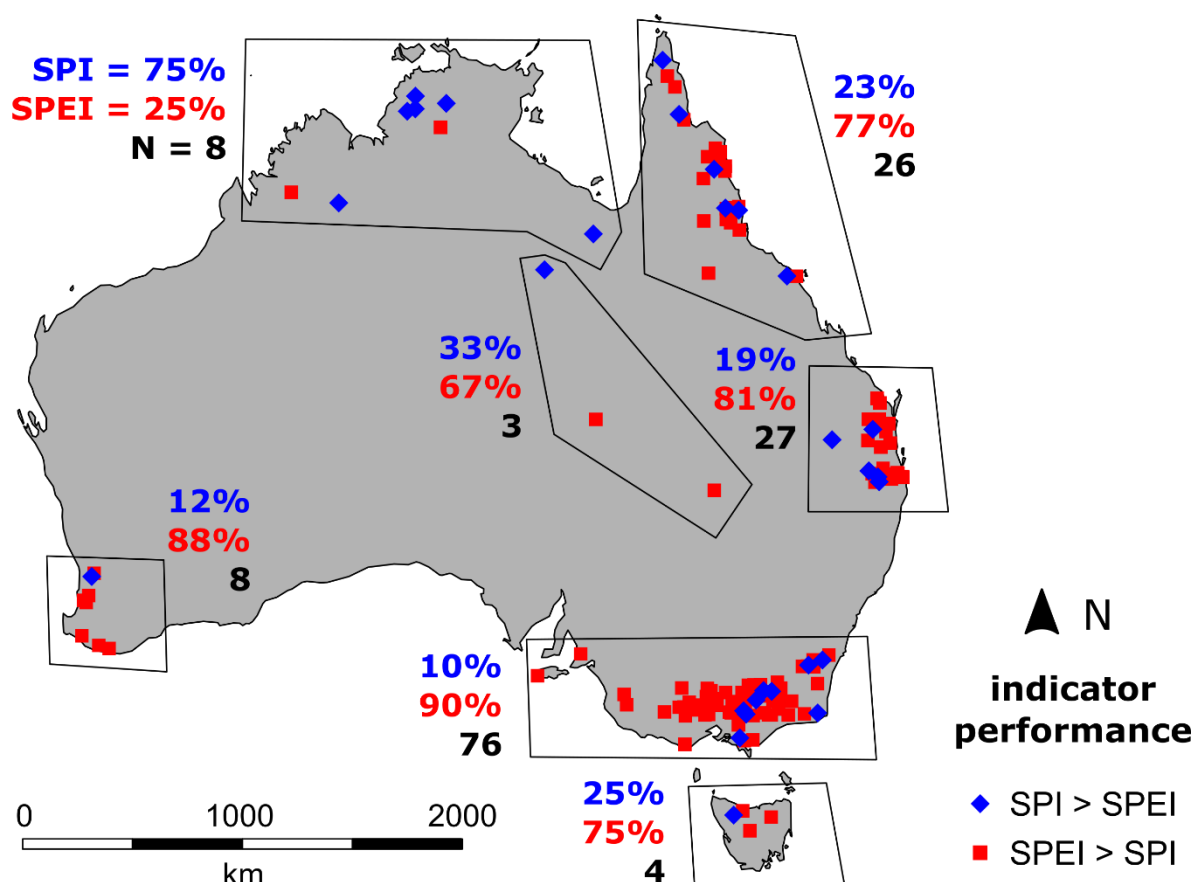 SPI = 75%
SPEI = 25%
N = 8
23%
77%
26
33%
67%
3
19%
81%
27
12%
88%
8
10%
90%
76
25%
75%
4
N
indicator
performance
SPI > SPEI
SPEI > SPI
0 1000 2000
km